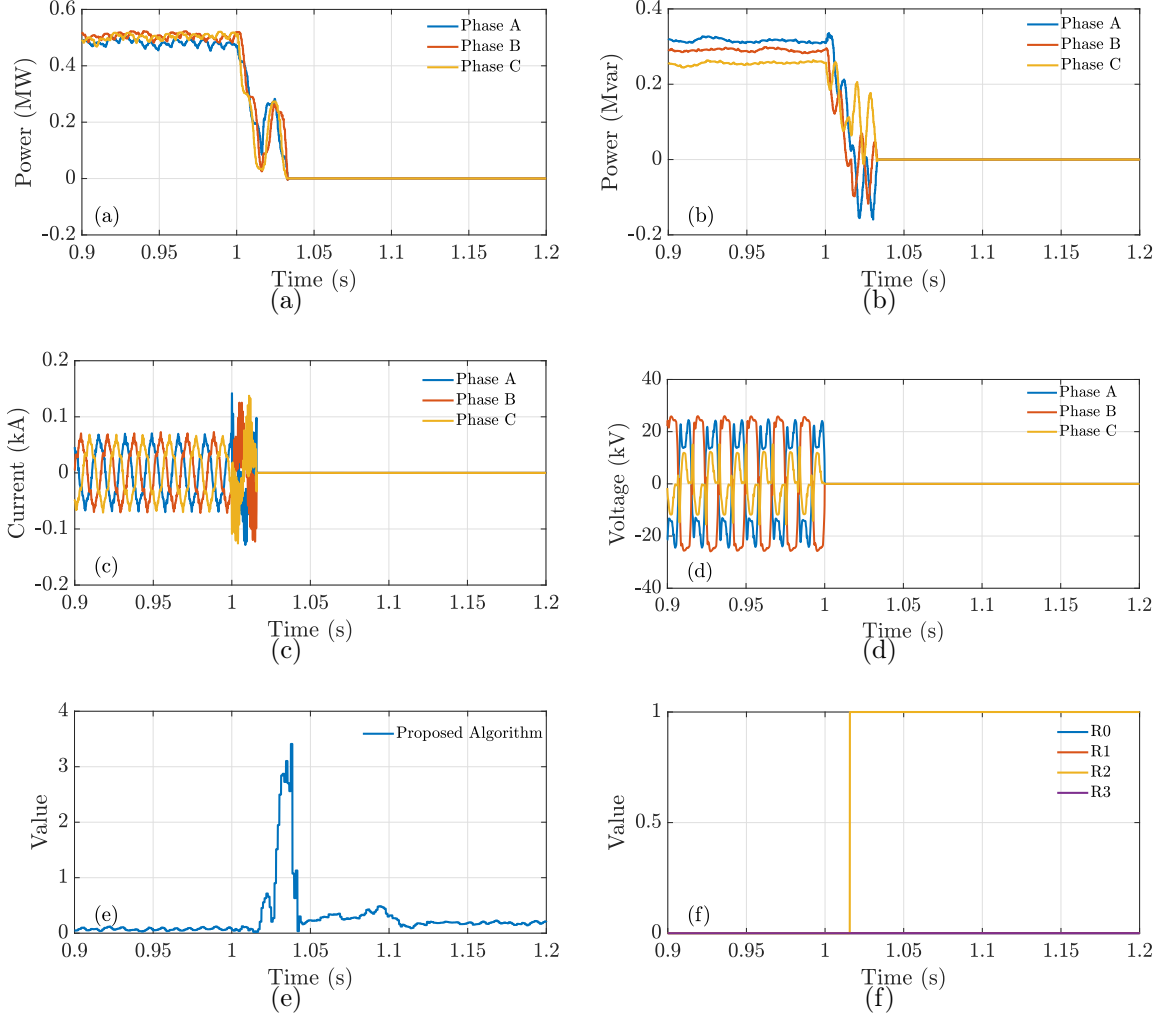 0.6
0.4
0.2
0
-0.2
Power (MW)
Phase A
Phase B
Phase C
(a)
0.9 0.95 1 1.05 1.1 1.15 1.2
Time (s)
(a)
0.4
0.2
0
-0.2
Power (Mvar)
Phase A
Phase B
Phase C
(b)
0.9 0.95 1 1.05 1.1 1.15 1.2
Time (s)
(b)
0.2
0.1
0
-0.1
-0.2
Current (kA)
Phase A
Phase B
Phase C
(c)
0.9 0.95 1 1.05 1.1 1.15 1.2
Time (s)
(c)
40
20
0
-20
-40
Voltage (kV)
Phase A
Phase B
Phase C
(d)
0.9 0.95 1 1.05 1.1 1.15 1.2
Time (s)
(d)
4
3
2
1
0
Value
Proposed Algorithm
(e)
0.9 0.95 1 1.05 1.1 1.15 1.2
Time (s)
(e)
1
0.5
0
Value
R0
R1
R2
R3
(f)
0.9 0.95 1 1.05 1.1 1.15 1.2
Time (s)
(f)